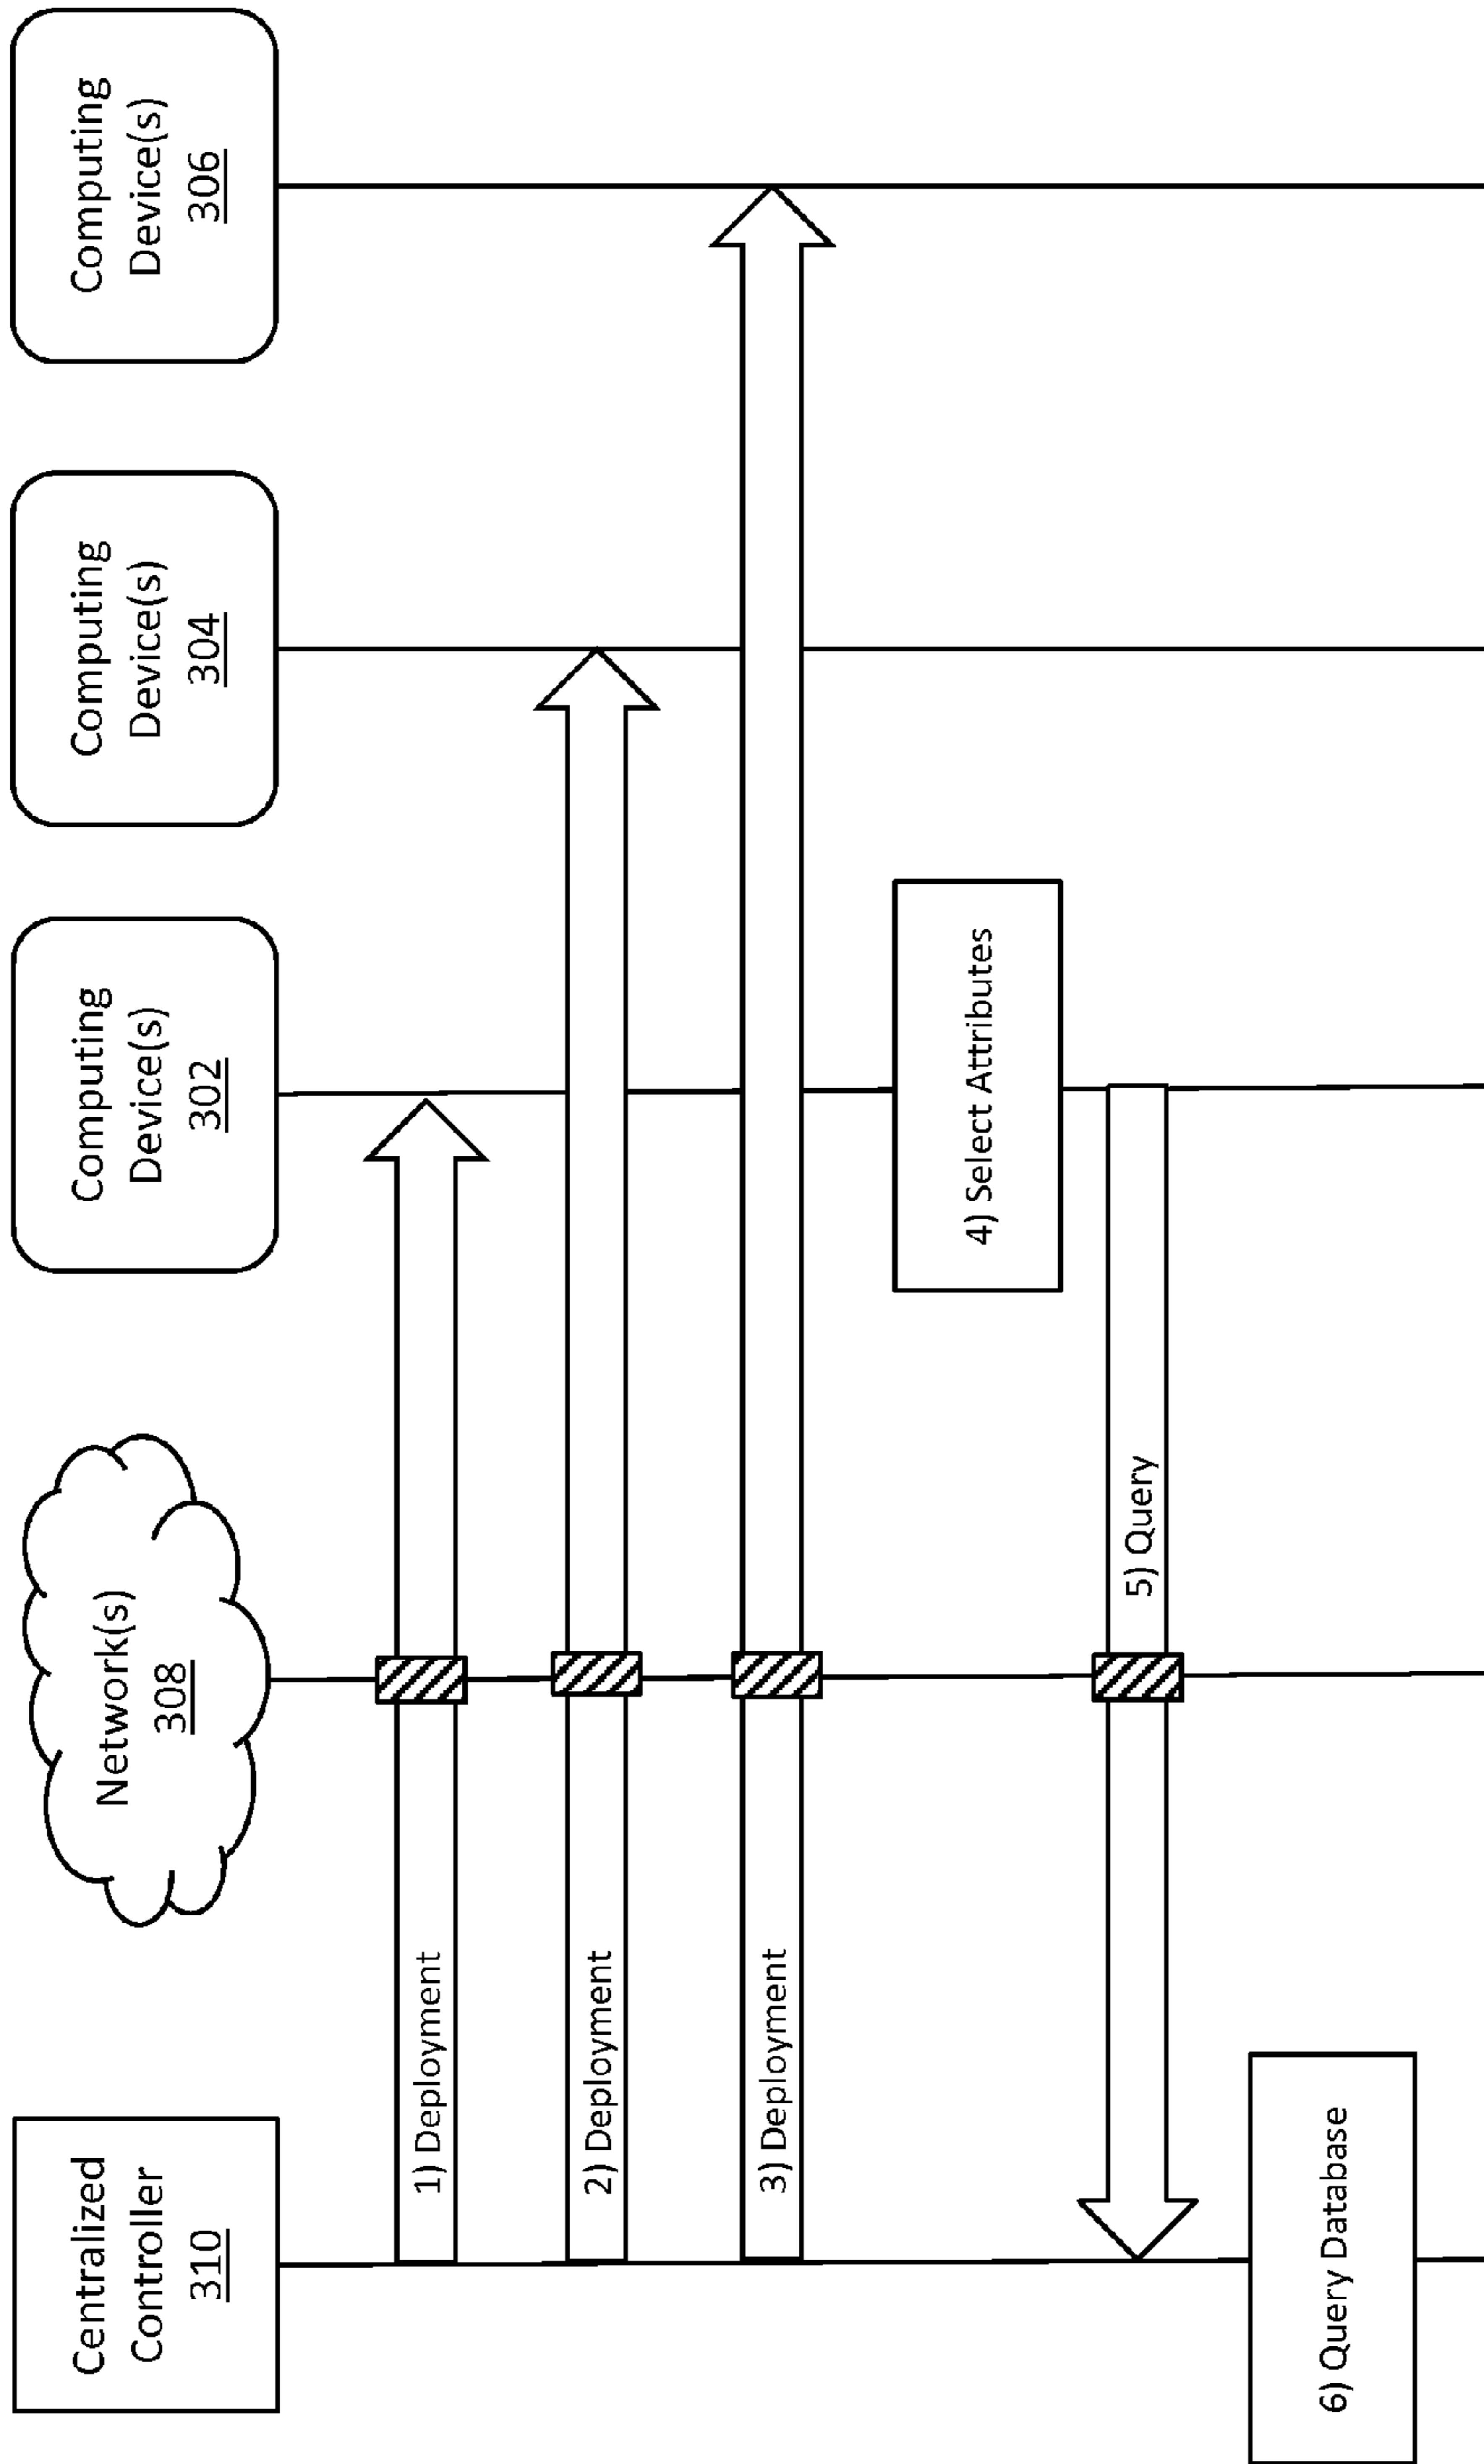 Centralized
Controller
310
Network(s)
308
Computing
Device(s)
302
Computing
Device(s)
304
Computing
Device(s)
306
1) Deployment
2) Deployment
3) Deployment
4) Select Attributes
5) Query
6) Query Database